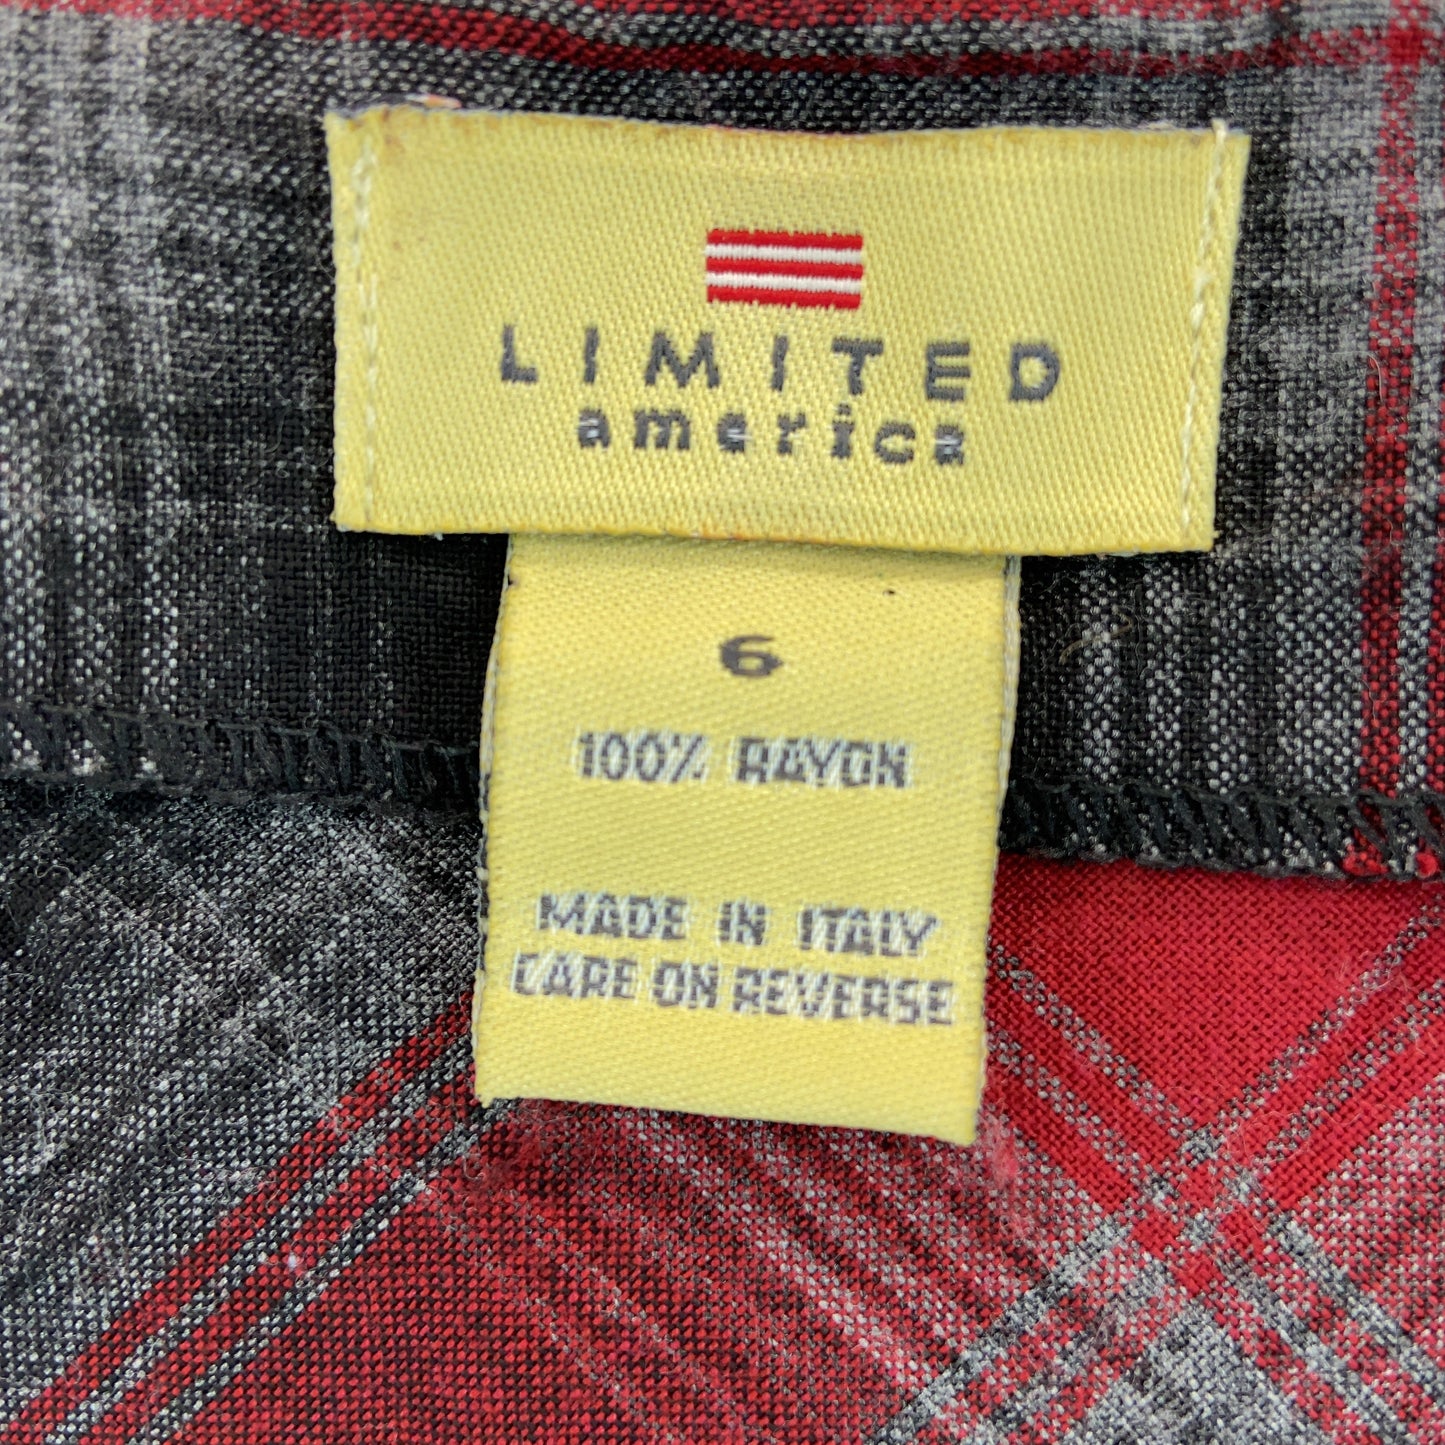 LIMITED
america
6
100% RAYON
MADE IN ITALY
CARE ON REVERSE